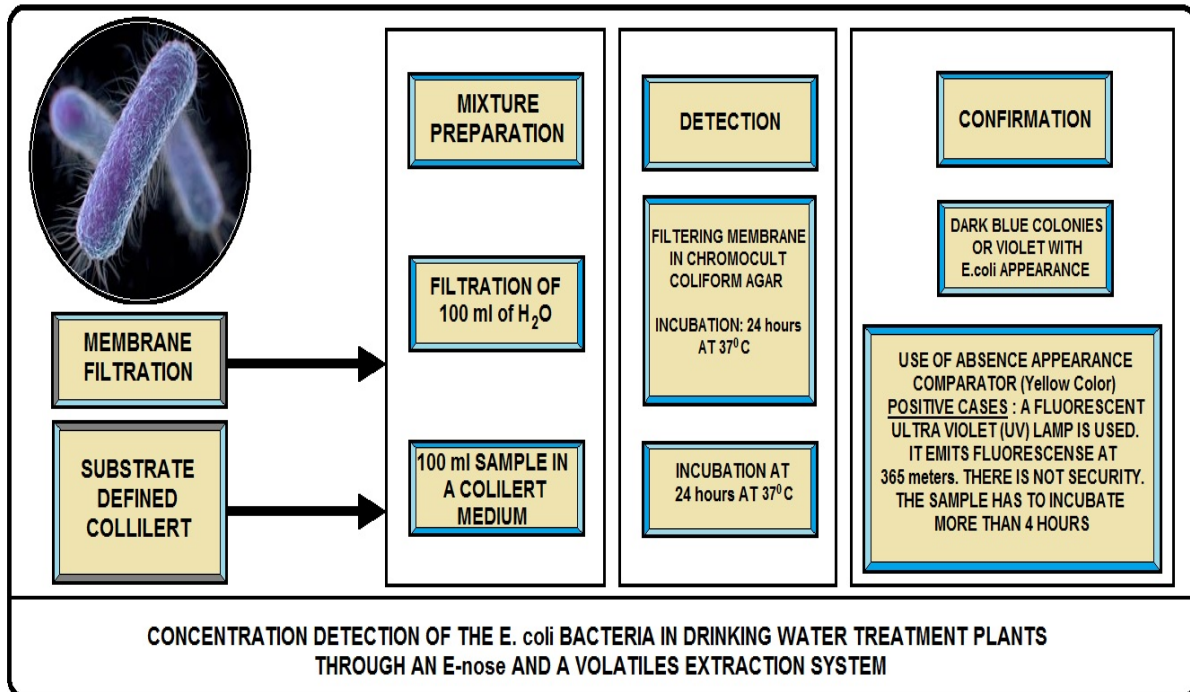 MEMBRANE
FILTRATION
SUBSTRATE
DEFINED
COLLILERT
MIXTURE
PREPARATION
FILTRATION OF
100 ml of H₂O
100 ml SAMPLE IN
A COLILERT
MEDIUM
DETECTION
FILTERING MEMBRANE
IN CHROMOCULT
COLIFORM AGAR
INCUBATION: 24 hours
AT 37⁰ C
INCUBATION AT
24 hours AT 37⁰ C
CONFIRMATION
DARK BLUE COLONIES
OR VIOLET WITH
E.coli APPEARANCE
USE OF ABSENCE APPEARANCE
COMPARATOR (Yellow Color)
POSITIVE CASES : A FLUORESCENT
ULTRA VIOLET (UV) LAMP IS USED.
IT EMITS FLUORESCENSE AT
365 meters. THERE IS NOT SECURITY.
THE SAMPLE HAS TO INCUBATE
MORE THAN 4 HOURS
CONCENTRATION DETECTION OF THE E. coli BACTERIA IN DRINKING WATER TREATMENT PLANTS
THROUGH AN E-nose AND A VOLATILES EXTRACTION SYSTEM